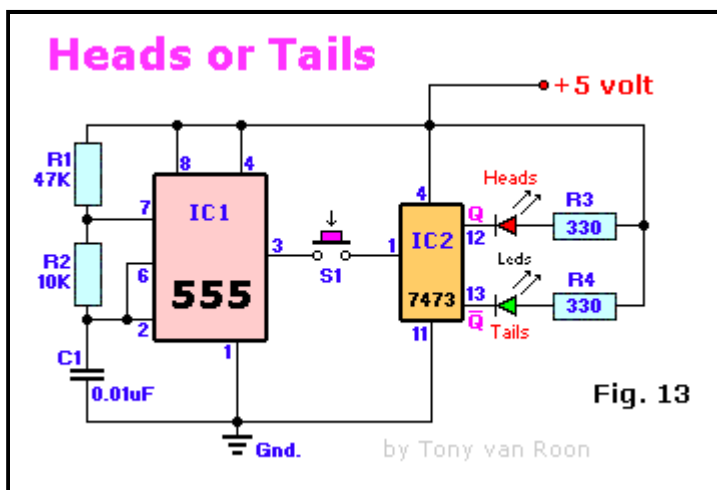 Heads or Tails
+5 volt
R1
47K
8
4
7
IC1
R2
10K
6
555
2
3
S1
1
C1
0.01uF
1
4
IC2
7473
11
Q
12
13
Q̅
Heads
Leds
Tails
R3
330
R4
330
Gnd.
Fig. 13
by Tony van Roon